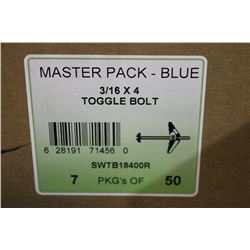 MASTER PACK - BLUE
3/16 X 4
TOGGLE BOLT
6 28191 71456 0
SWTB18400R
7 PKG's OF 50